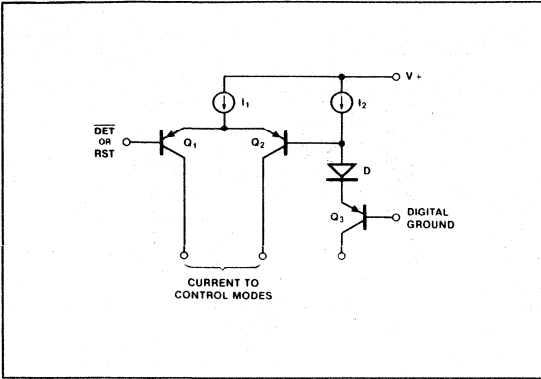 V +
I1
I2
DET
OR
RST
Q1
Q2
D
Q3
DIGITAL
GROUND
CURRENT TO
CONTROL MODES